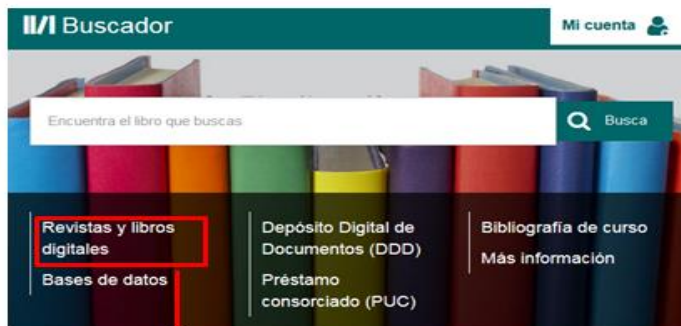 Buscador
Mi cuenta
Encuentra el libro que buscas
Busca
Revistas y libros
digitales
Bases de datos
Depósito Digital de
Documentos (DDD)
Préstamo
consorciado (PUC)
Bibliografía de curso
Más información